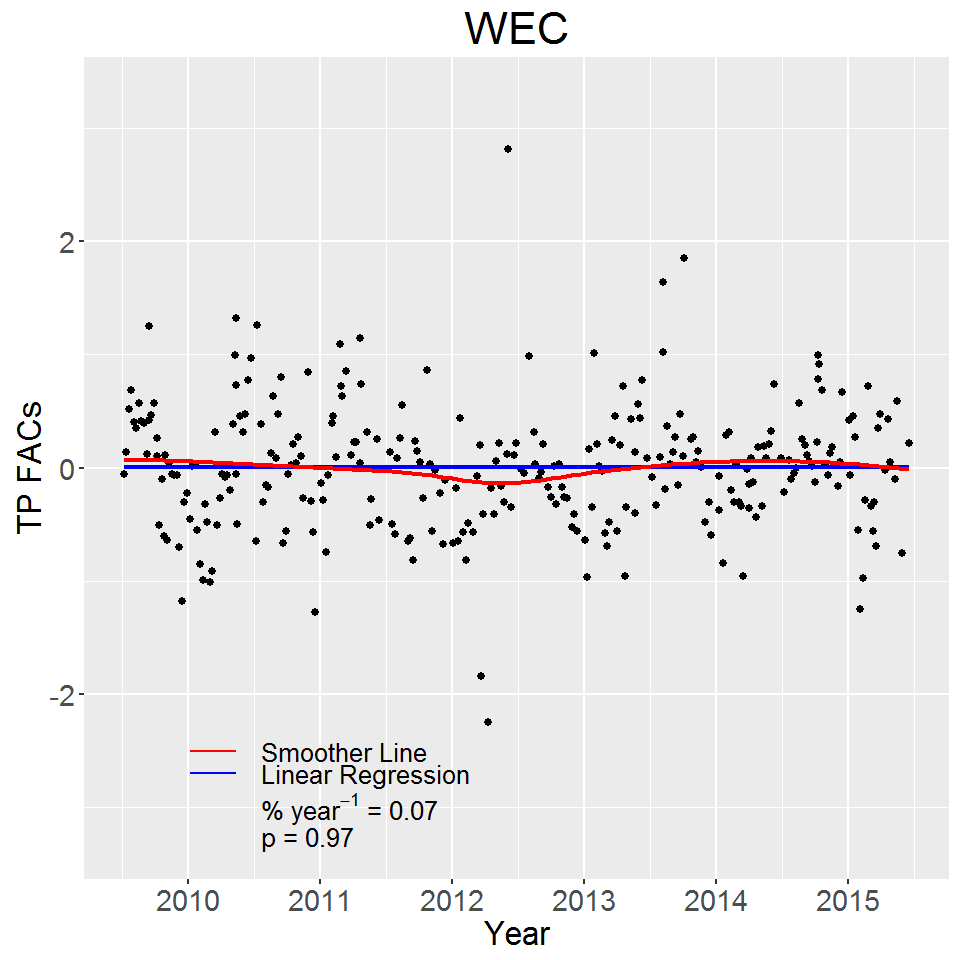 WEC
TP FACs
2
0
-2
Smoother Line
Linear Regression
% year⁻¹ = 0.07
p = 0.97
2010 2011 2012 2013 2014 2015
Year